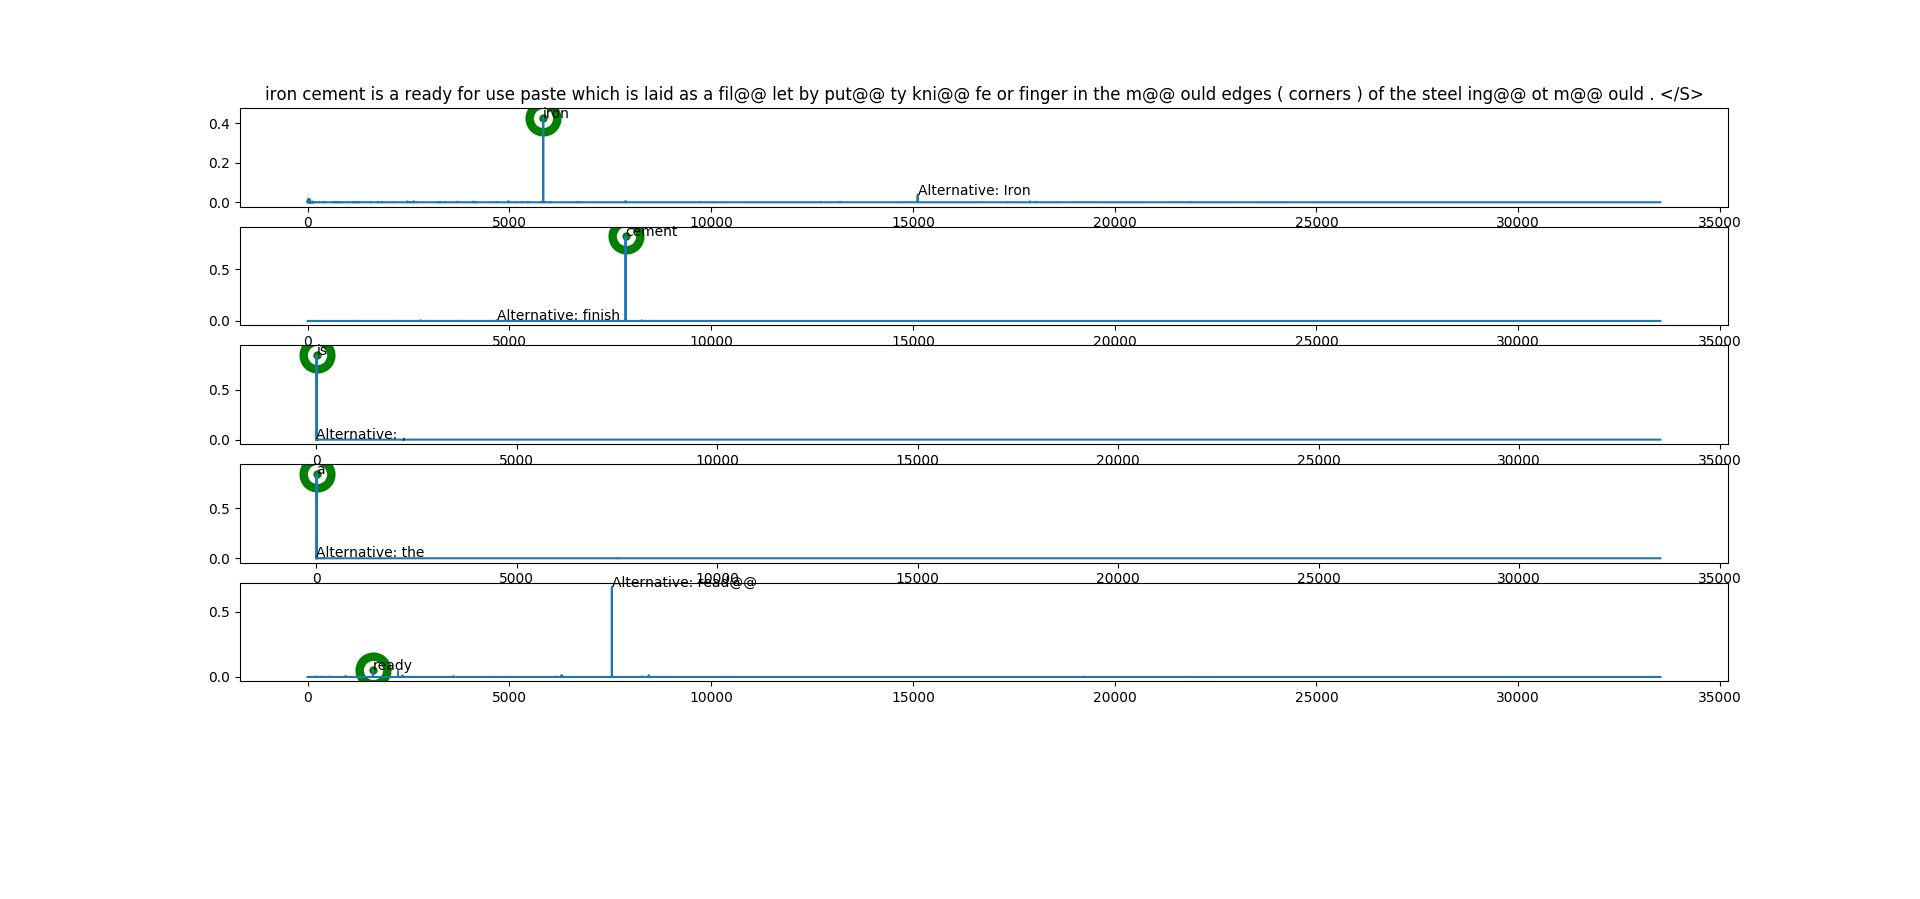 iron cement is a ready for use paste which is laid as a fil@@ let by put@@ ty kni@@ fe or finger in the m@@ ould edges ( corners ) of the steel ing@@ ot m@@ ould . </S>
iron
0.4
0.2
Alternative: Iron
0.0
0 5000 10000 15000 20000 25000 30000 35000
cement
0.5
Alternative: finish
0.0
0 5000 10000 15000 20000 25000 30000 35000
is
0.5
Alternative: ,
0.0
0 5000 10000 15000 20000 25000 30000 35000
a
0.5
Alternative: the
0.0
0 5000 10000 15000 20000 25000 30000 35000
Alternative: read@@
0.5
ready
0.0
0 5000 10000 15000 20000 25000 30000 35000